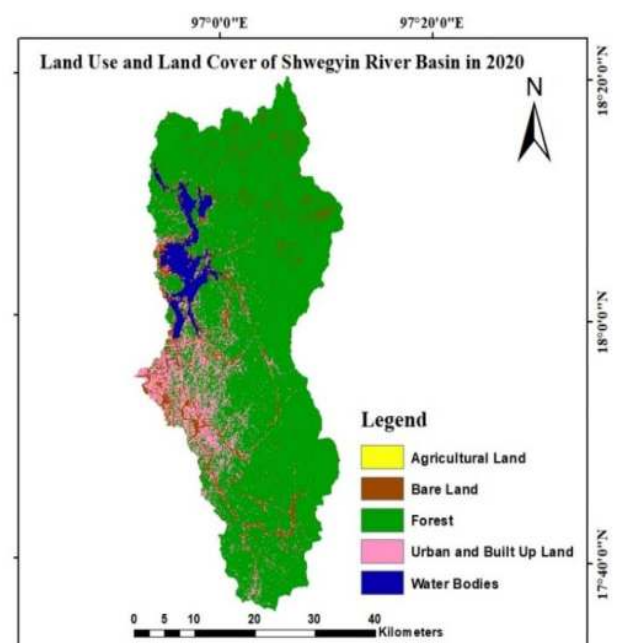 97°0'0"E 97°20'0"E
Land Use and Land Cover of Shwegyin River Basin in 2020
N
18°20'0"N
18°0'0"N
17°40'0"N
Legend
Agricultural Land
Bare Land
Forest
Urban and Built Up Land
Water Bodies
0 5 10 20 30 40
Kilometers